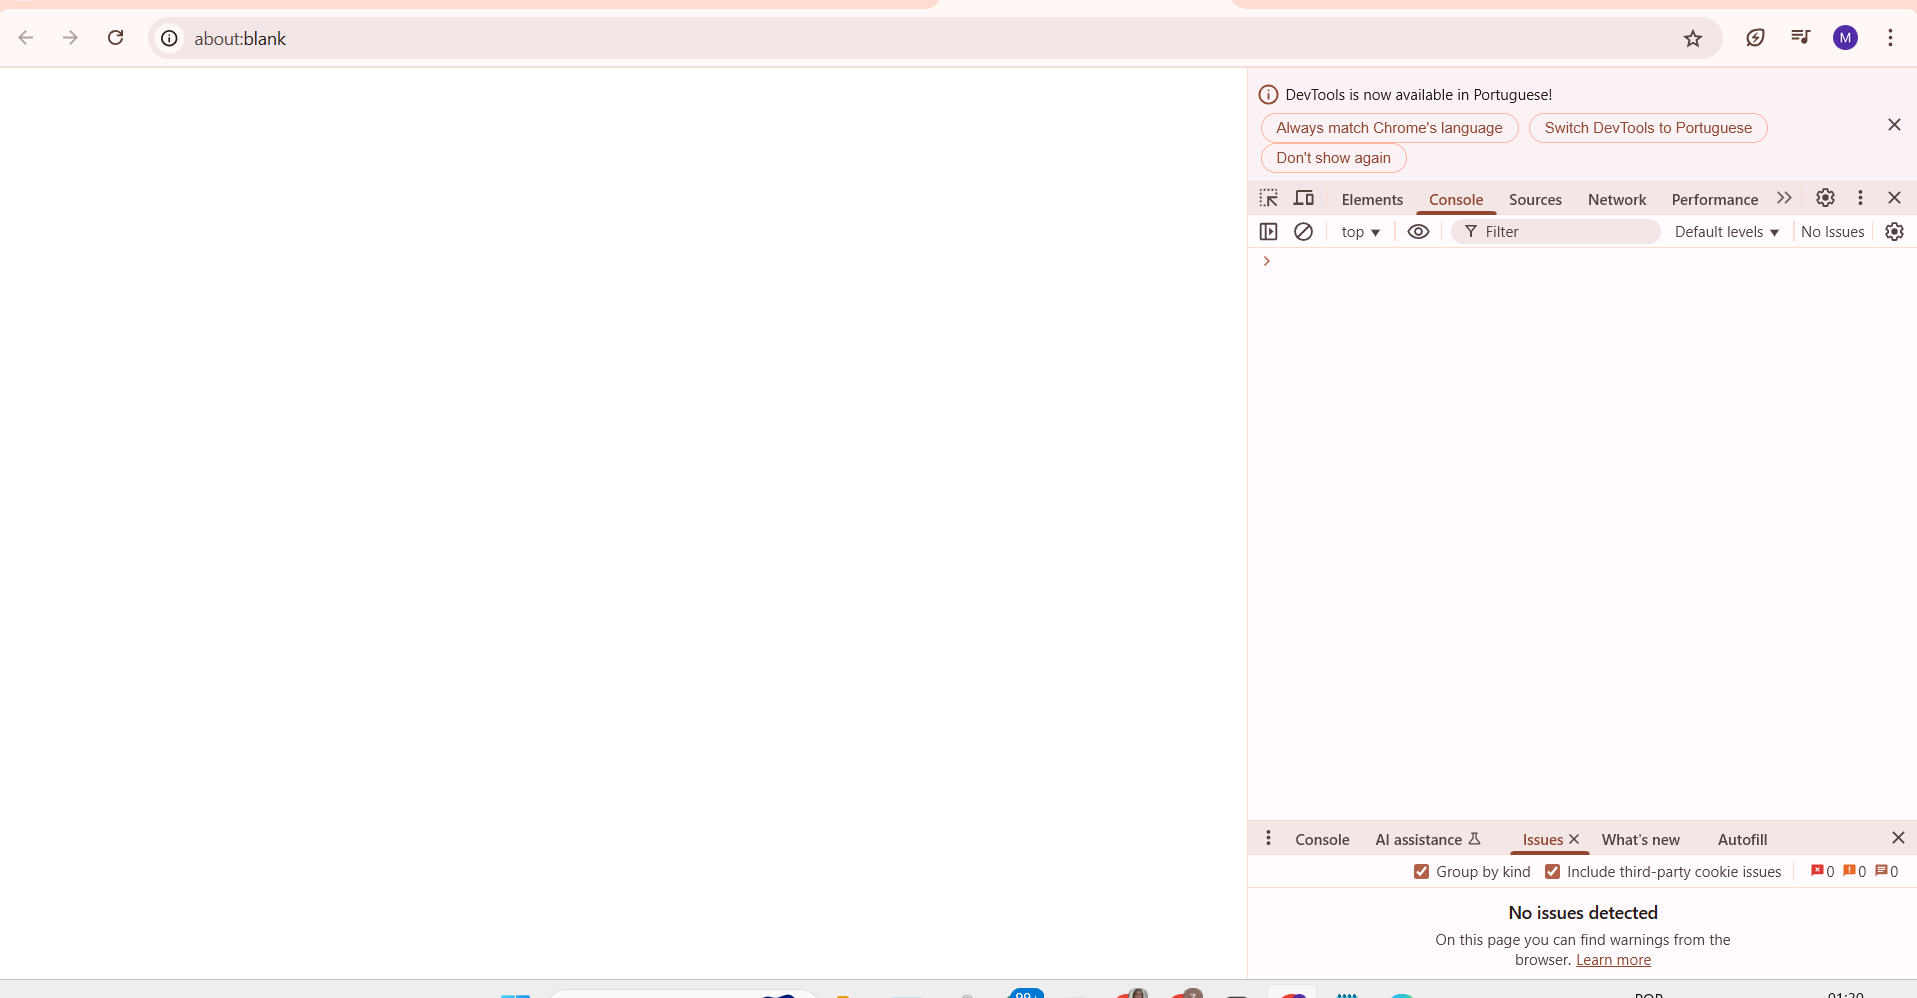 about:blank
M
DevTools is now available in Portuguese!
Always match Chrome's language
Switch DevTools to Portuguese
Don't show again
Elements Console Sources Network Performance
top Filter Default levels No Issues
Console AI assistance Issues What's new Autofill
Group by kind Include third-party cookie issues 0 0 0
No issues detected
On this page you can find warnings from the
browser. Learn more